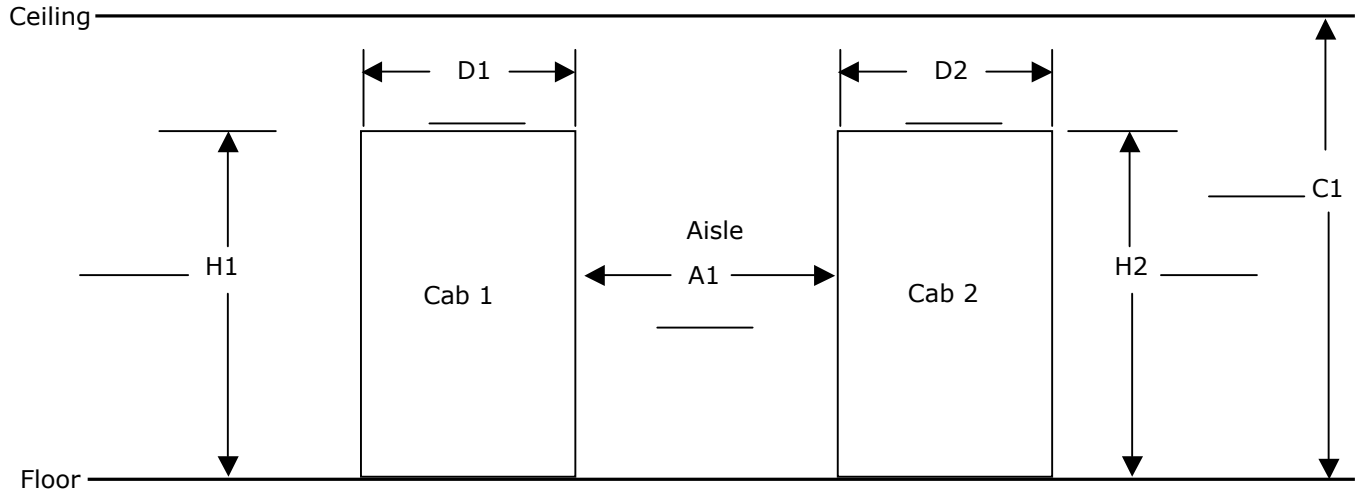 Ceiling
D1
D2
C1
Aisle
H1
A1
H2
Cab 1
Cab 2
Floor